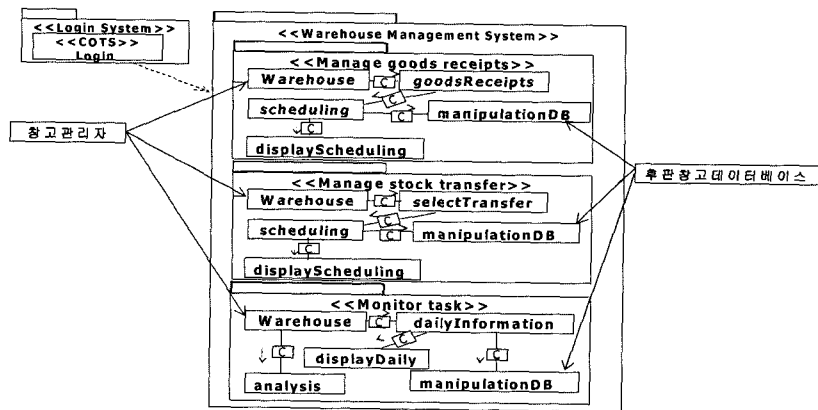 <<Login System>>
<<COTS>>
Login
<<Warehouse Management System>>
<<Manage goods receipts>>
Warehouse
C
goodsReceipts
C
scheduling
C
manipulationDB
C
displayScheduling
창고관리자
후판창고데이터베이스
<<Manage stock transfer>>
Warehouse
C
selectTransfer
C
scheduling
C
manipulationDB
C
displayScheduling
<<Monitor task>>
Warehouse
C
dailyInformation
C
displayDaily
C
C
analysis
manipulationDB